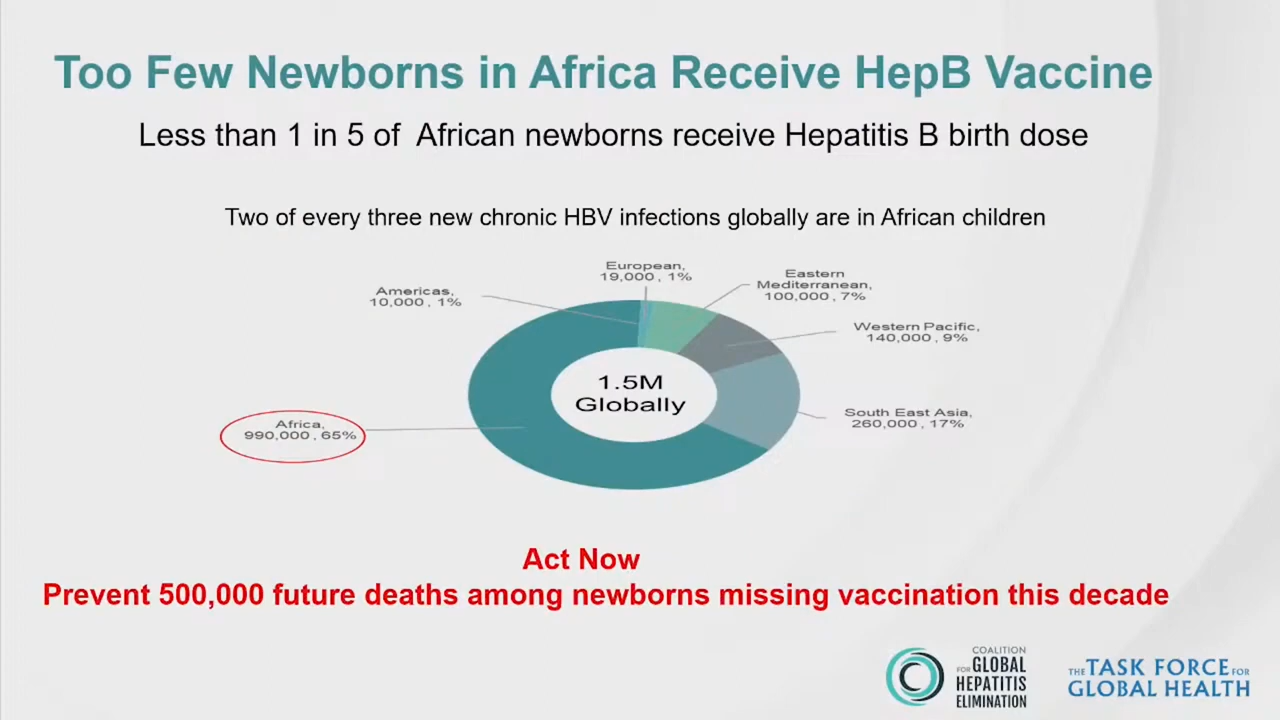 Too Few Newborns in Africa Receive HepB Vaccine
Less than 1 in 5 of African newborns receive Hepatitis B birth dose
Two of every three new chronic HBV infections globally are in African children
European,
19,000 , 1%
Eastern
Mediterranean,
100,000 , 7%
Americas,
10,000 , 1%
Western Pacific,
140,000 , 9%
1.5M
Globally
South East Asia,
260,000 , 17%
Africa,
990,000 , 65%
Act Now
Prevent 500,000 future deaths among newborns missing vaccination this decade
COALITION
FOR GLOBAL
HEPATITIS
ELIMINATION
THE TASK FORCE FOR
GLOBAL HEALTH